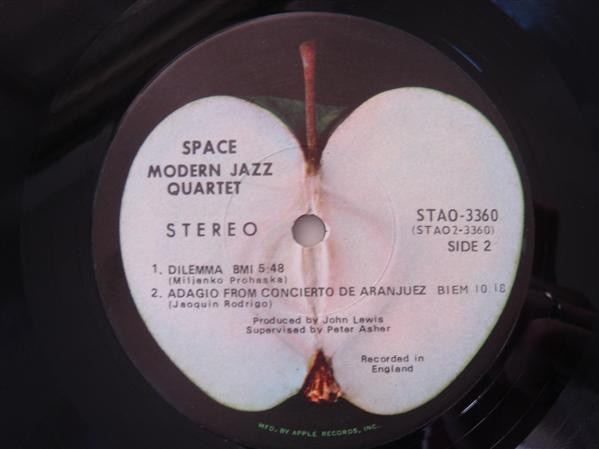 SPACE
MODERN JAZZ
QUARTET
STEREO
STAO-3360
(STAO2-3360)
SIDE 2
1. DILEMMA BMI 5:48
(Miljenko Prohaska)
2. ADAGIO FROM CONCIERTO DE ARANJUEZ BIEM 10:18
(Jaoquin Rodrigo)
Produced by John Lewis
Supervised by Peter Asher
Recorded in
England
MFD. BY APPLE RECORDS, INC.